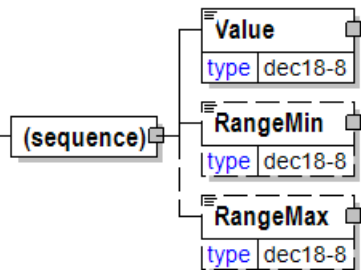 Value
type dec18-8
(sequence)
RangeMin
type dec18-8
RangeMax
type dec18-8